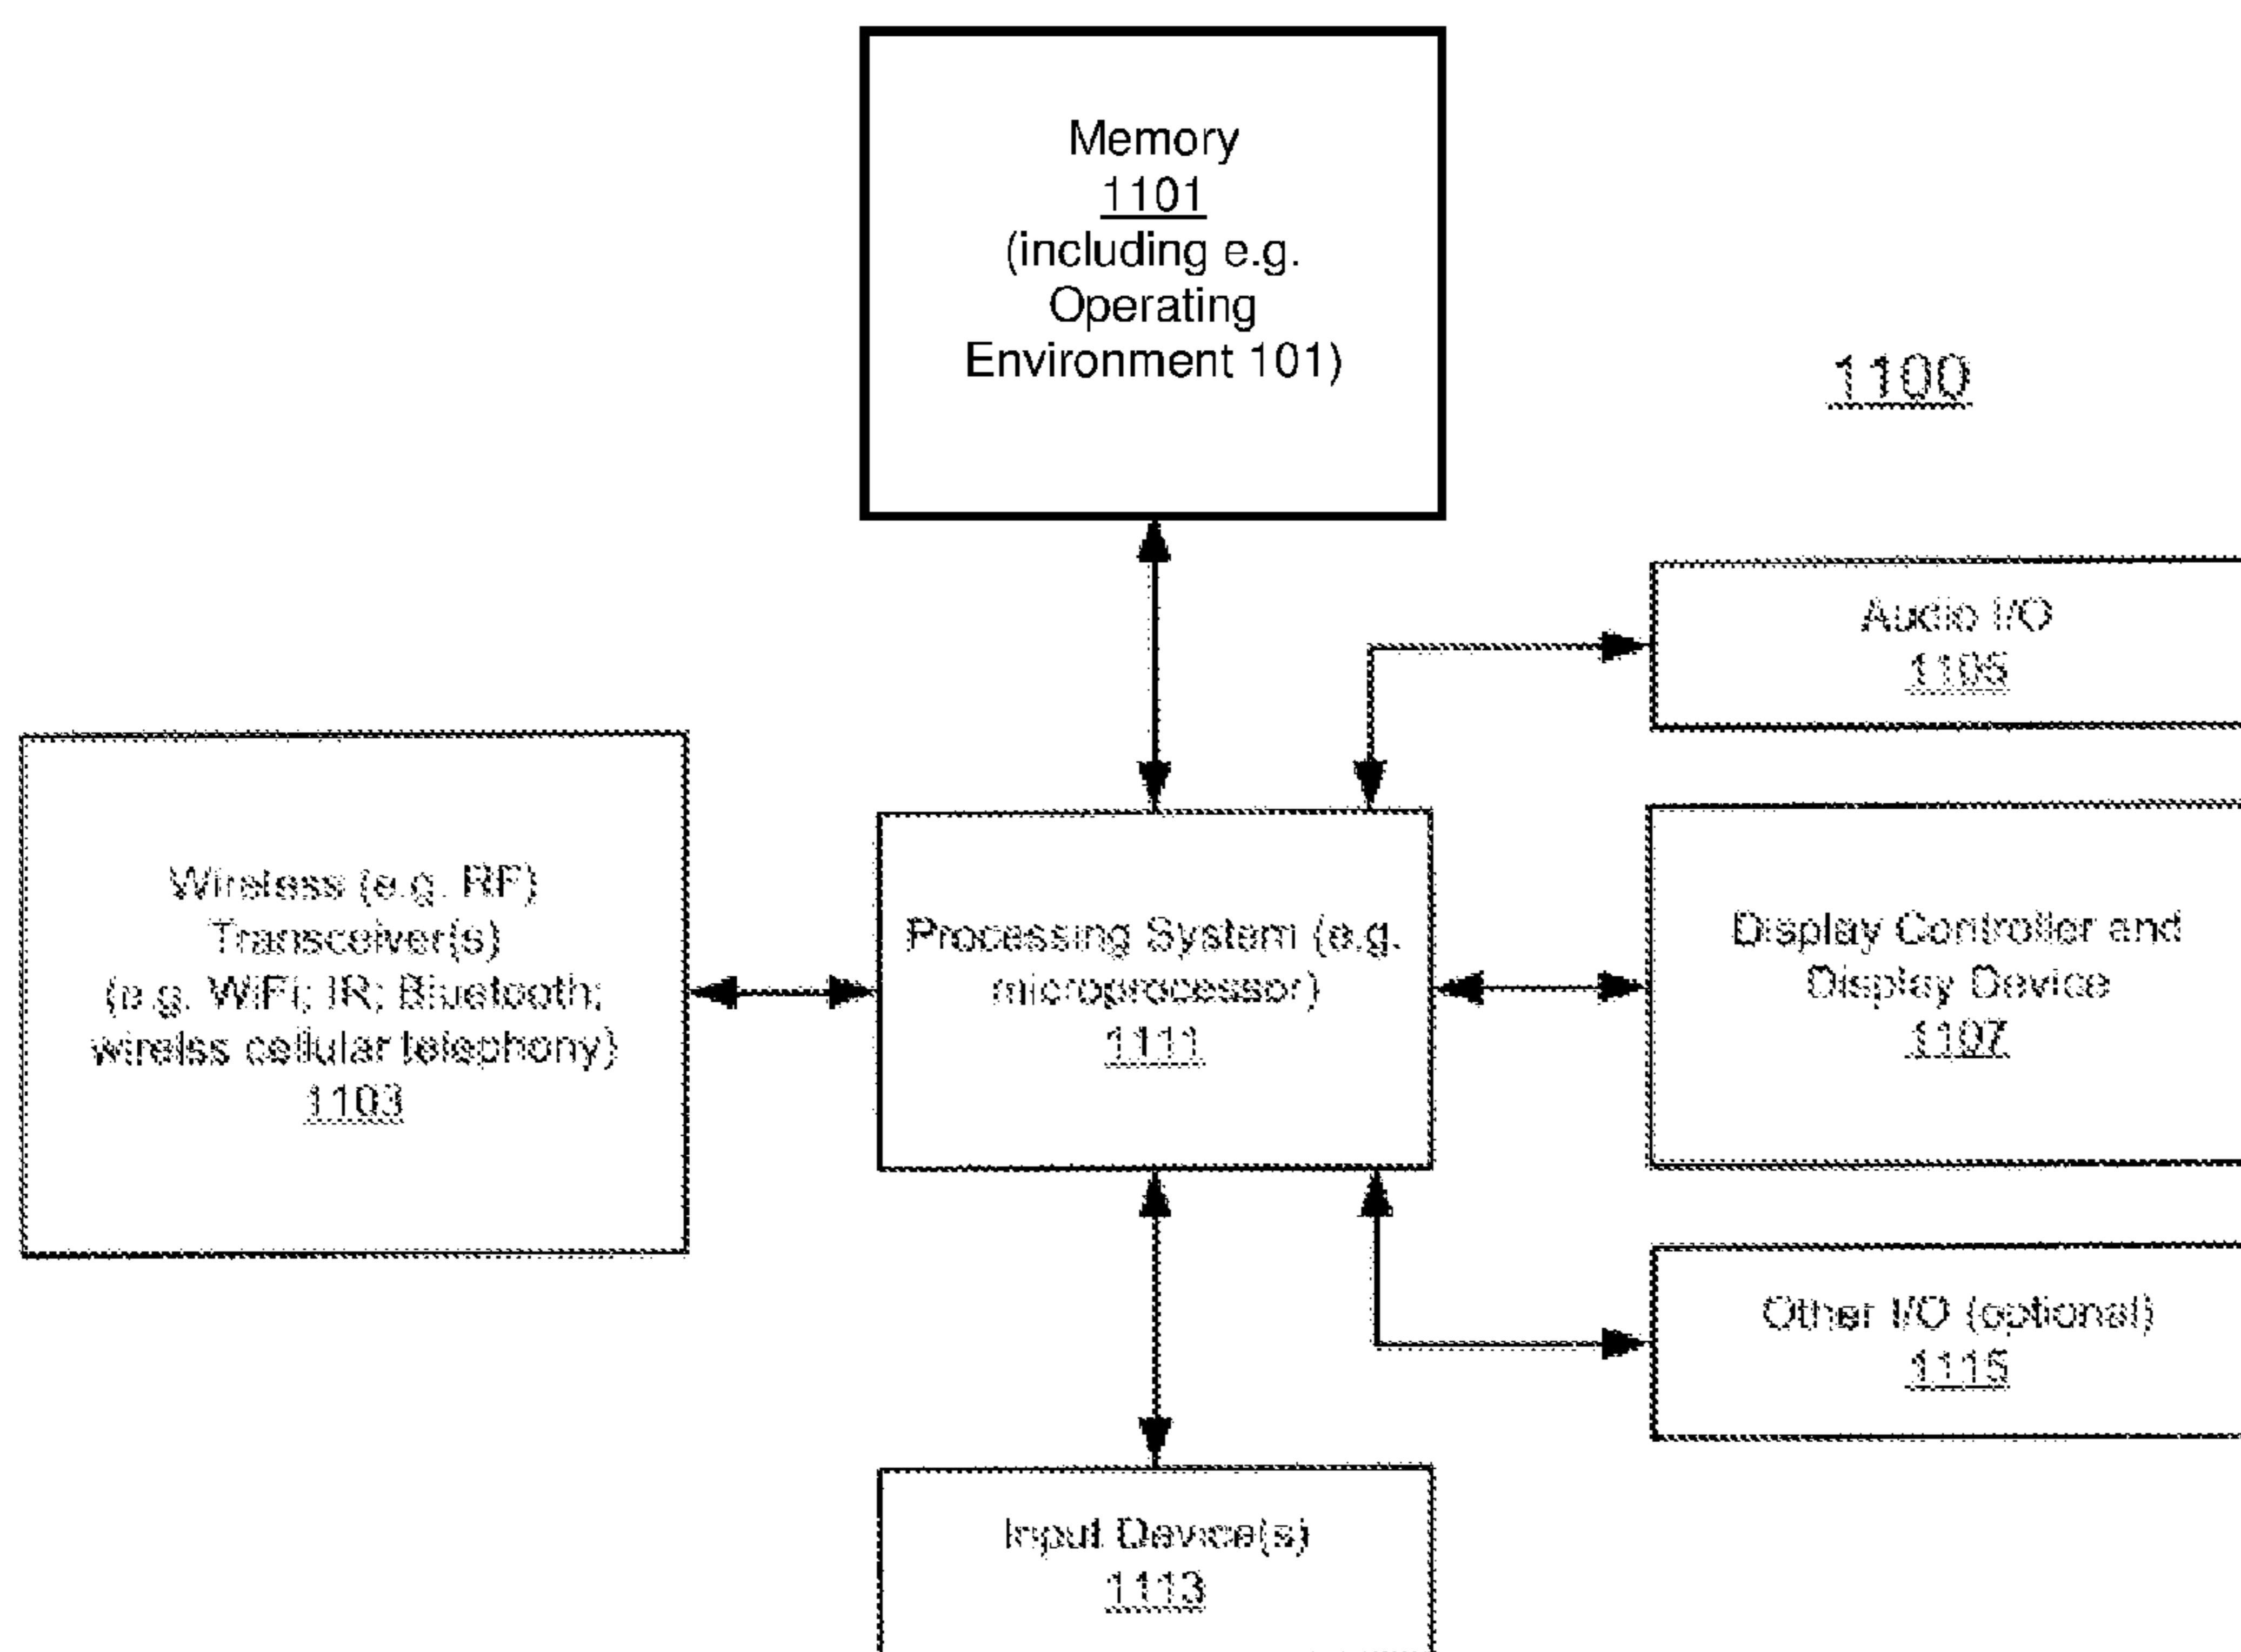 Memory
1101
(including e.g.
Operating
Environment 101)
1100
Audio I/O
1105
Wireless (e.g. RF)
Transceiver(s)
(e.g. WiFi; IR; Bluetooth;
wirelss cellular telephony)
1103
Processing System (e.g.
microprocessor)
1111
Display Controller and
Display Device
1107
Other I/O (optional)
1115
Input Device(s)
1113